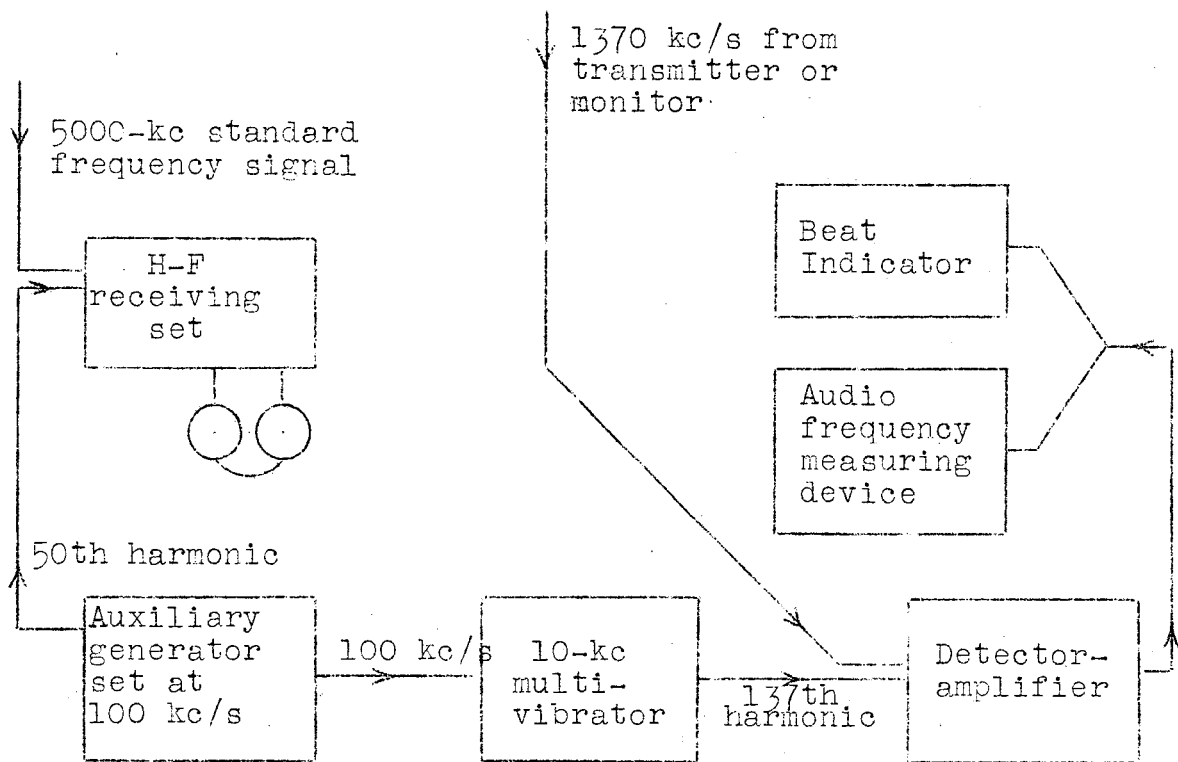 1370 kc/s from
transmitter or
monitor
5000-kc standard
frequency signal
H-F
receiving
set
Beat
Indicator
Audio
frequency
measuring
device
50th harmonic
Auxiliary
generator
set at
100 kc/s
100 kc/s
10-kc
multi-
vibrator
137th
harmonic
Detector-
amplifier